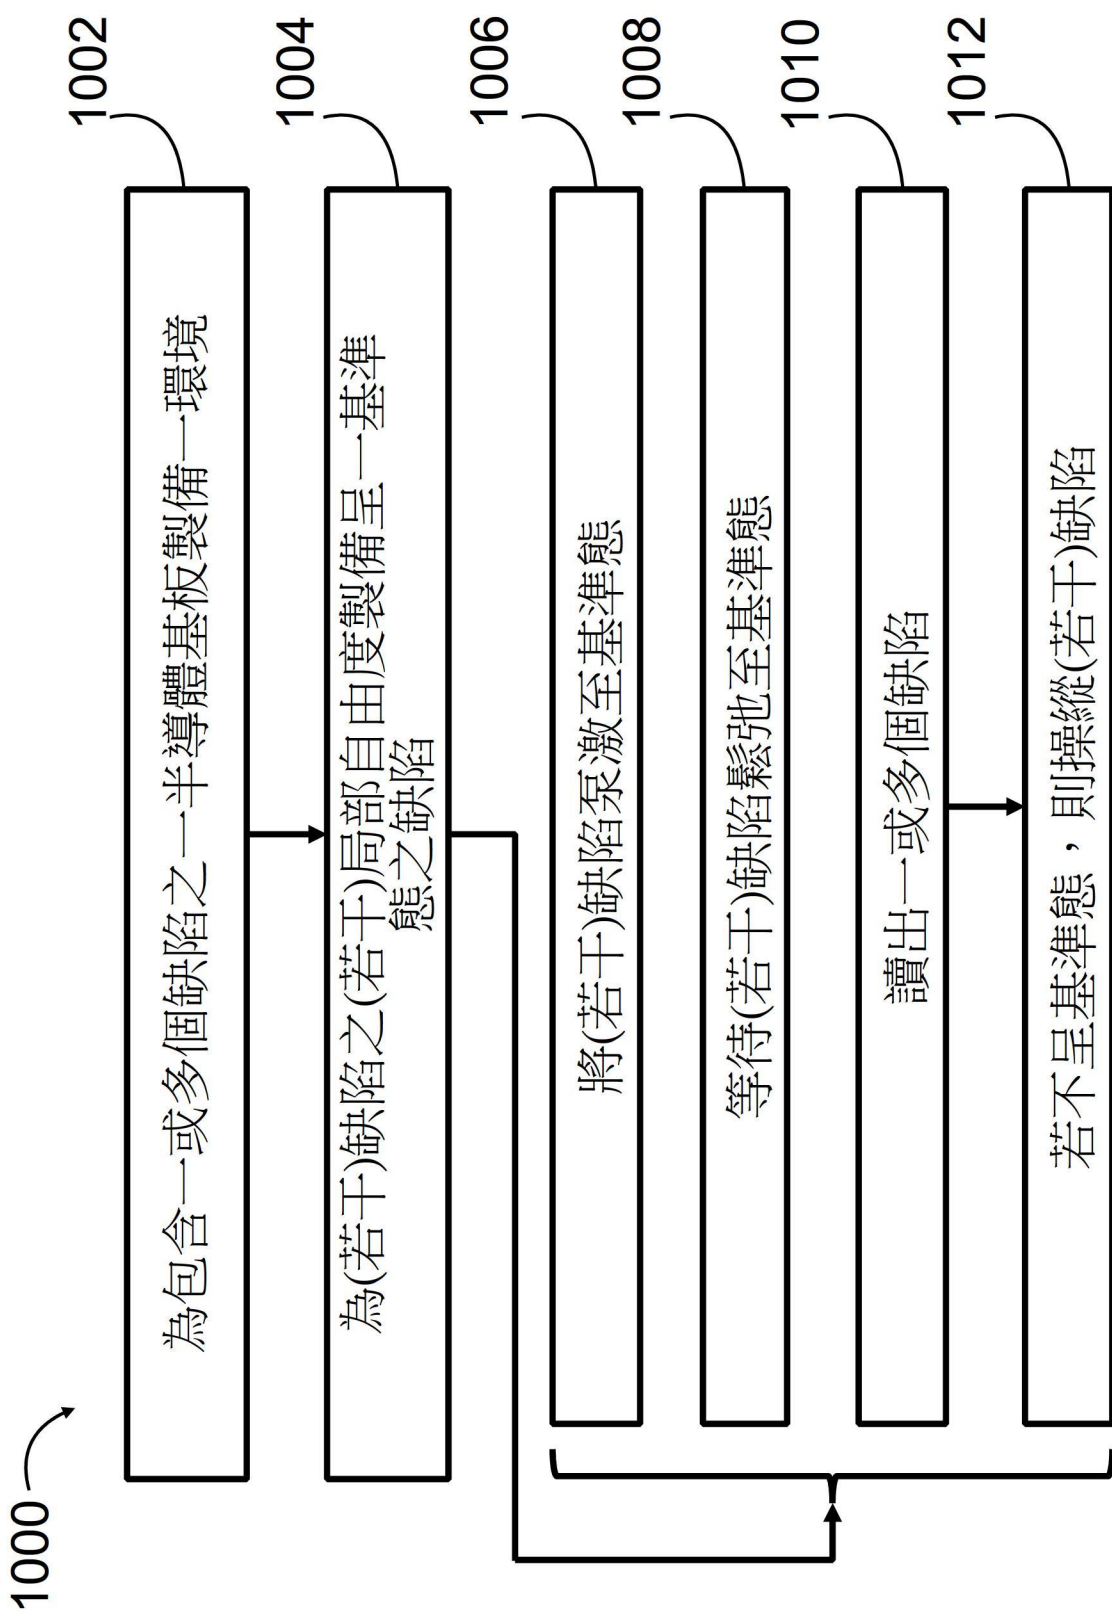 1000
1002
為包含一或多個缺陷之一半導體基板製備一環境
1004
為(若干)缺陷之(若干)局部自由度製備呈一基準
態之缺陷
1006
將(若干)缺陷泵激至基準態
1008
等待(若干)缺陷鬆弛至基準態
1010
讀出一或多個缺陷
1012
若不呈基準態，則操縱(若干)缺陷